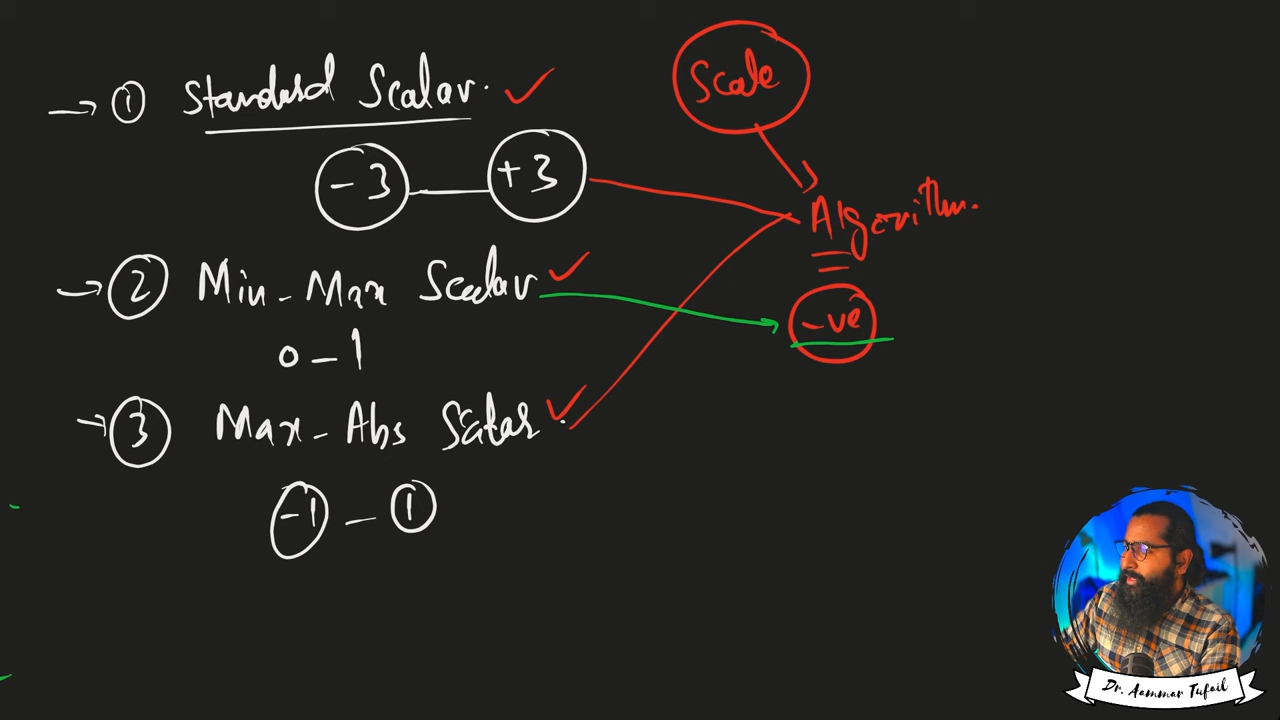 → ① Standard Scalar. ✓
-3 — +3
→ ② Min-Max Scalar ✓
0-1
→ ③ Max-Abs Scalar ✓
-1 - 1
Scale
Algorithm.
-ve
Dr. Aammar Tufail